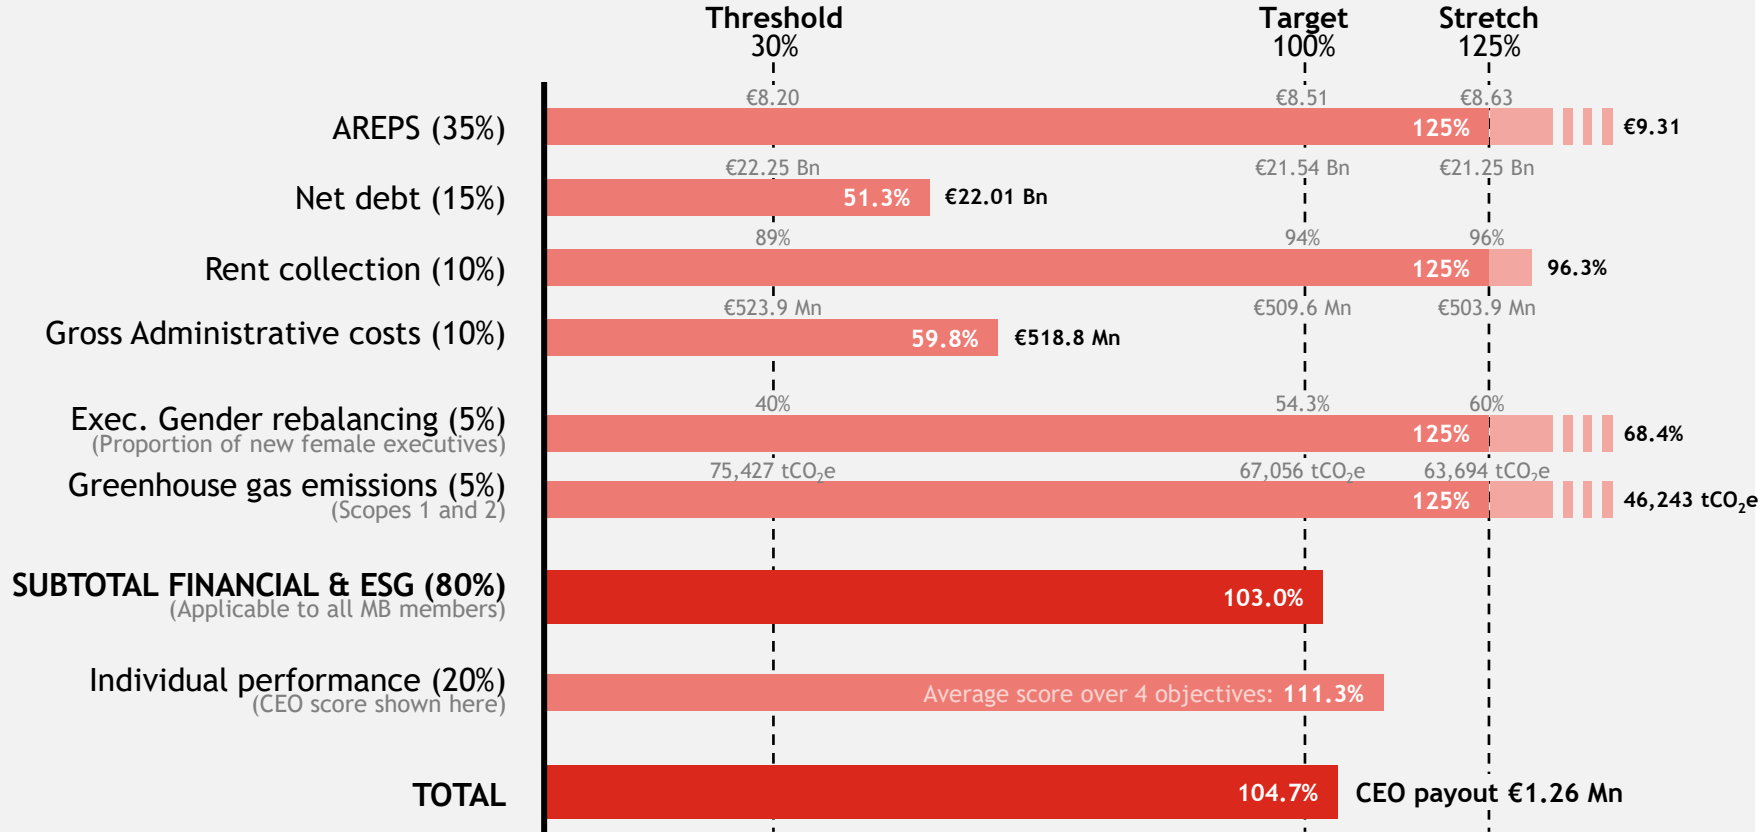 Threshold Target Stretch
30% 100% 125%
€8.20 €8.51 €8.63
AREPS (35%) 125% €9.31
€22.25 Bn €21.54 Bn €21.25 Bn
Net debt (15%) 51.3% €22.01 Bn
89% 94% 96%
Rent collection (10%) 125% 96.3%
€523.9 Mn €509.6 Mn €503.9 Mn
Gross Administrative costs (10%) 59.8% €518.8 Mn
40% 54.3% 60%
Exec. Gender rebalancing (5%) 125% 68.4%
(Proportion of new female executives)
75,427 tCO₂e 67,056 tCO₂e 63,694 tCO₂e
Greenhouse gas emissions (5%) 125% 46,243 tCO₂e
(Scopes 1 and 2)
SUBTOTAL FINANCIAL & ESG (80%) 103.0%
(Applicable to all MB members)
Individual performance (20%) Average score over 4 objectives: 111.3%
(CEO score shown here)
TOTAL 104.7% CEO payout €1.26 Mn